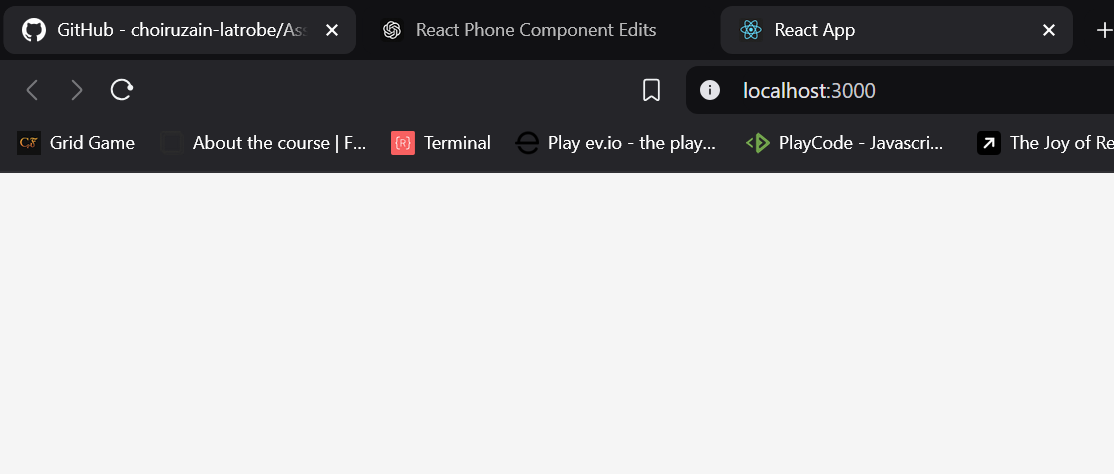 GitHub - choiruzain-latrobe/Ass
React Phone Component Edits
React App
localhost:3000
Grid Game
About the course | F...
Terminal
Play ev.io - the play...
PlayCode - Javascri...
The Joy of Re